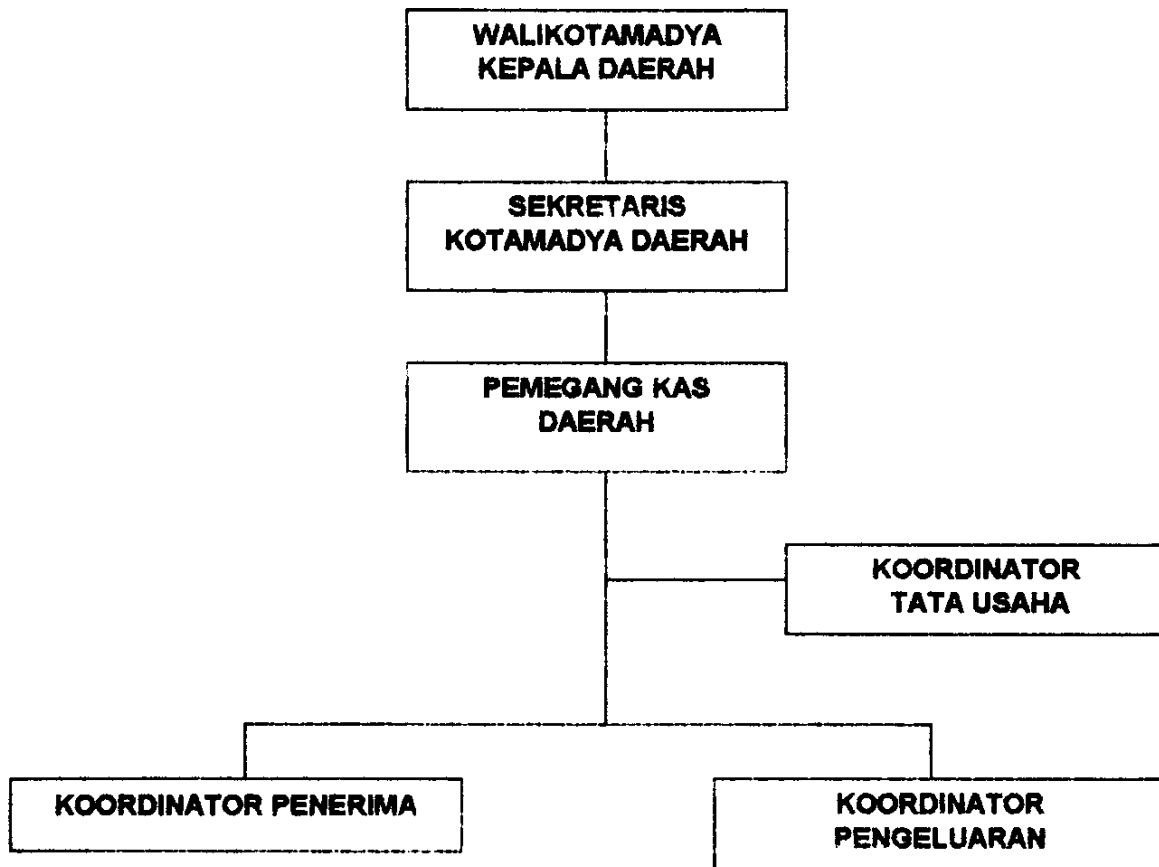 WALIKOTAMADYA
KEPALA DAERAH
SEKRETARIS
KOTAMADYA DAERAH
PEMEGANG KAS
DAERAH
KOORDINATOR
TATA USAHA
KOORDINATOR PENERIMA
KOORDINATOR
PENGELUARAN